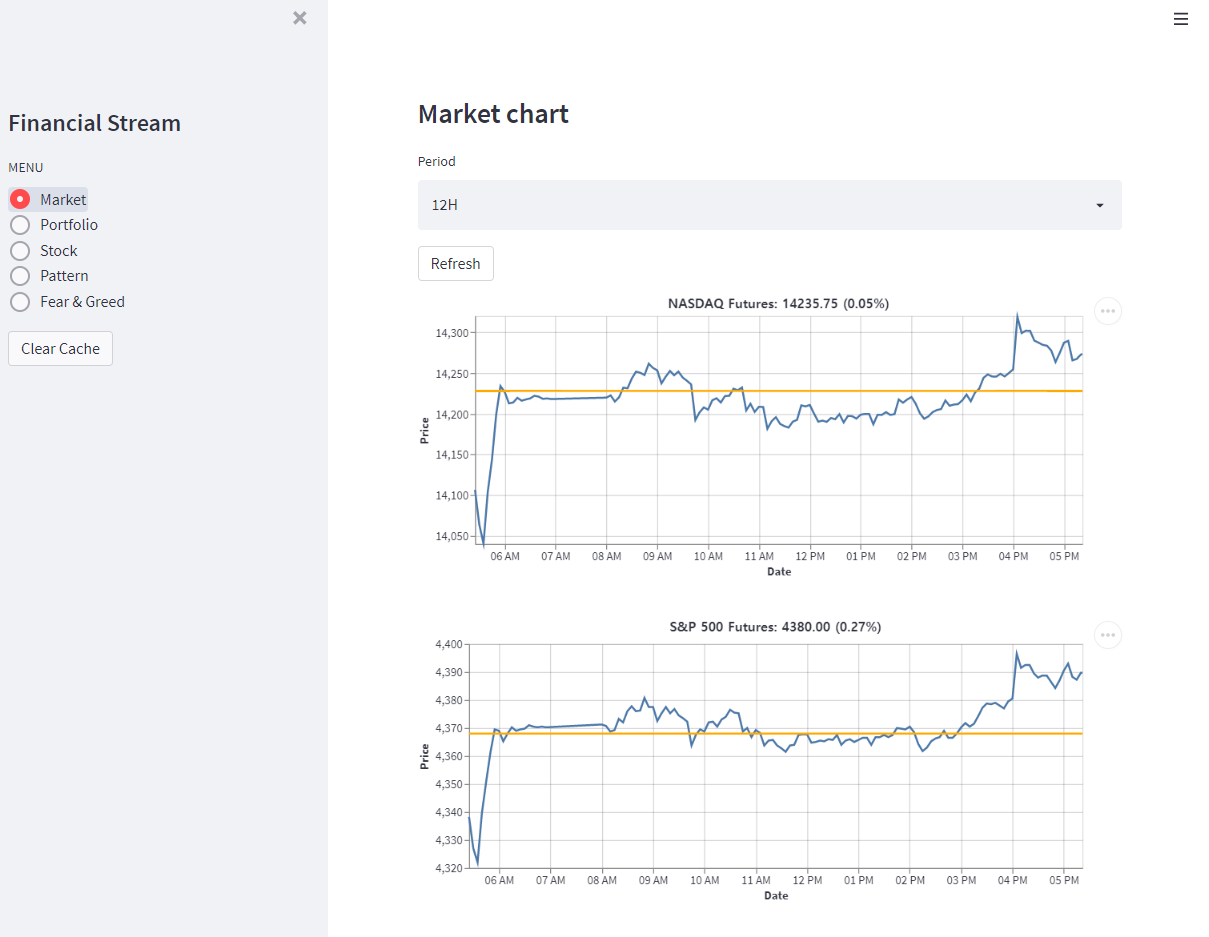 Financial Stream
MENU
Market
Portfolio
Stock
Pattern
Fear & Greed
Clear Cache
Market chart
Period
12H
Refresh
NASDAQ Futures: 14235.75 (0.05%)
Price
14,300
14,250
14,200
14,150
14,100
14,050
06 AM 07 AM 08 AM 09 AM 10 AM 11 AM 12 PM 01 PM 02 PM 03 PM 04 PM 05 PM
Date
S&P 500 Futures: 4380.00 (0.27%)
Price
4,400
4,390
4,380
4,370
4,360
4,350
4,340
4,330
4,320
06 AM 07 AM 08 AM 09 AM 10 AM 11 AM 12 PM 01 PM 02 PM 03 PM 04 PM 05 PM
Date